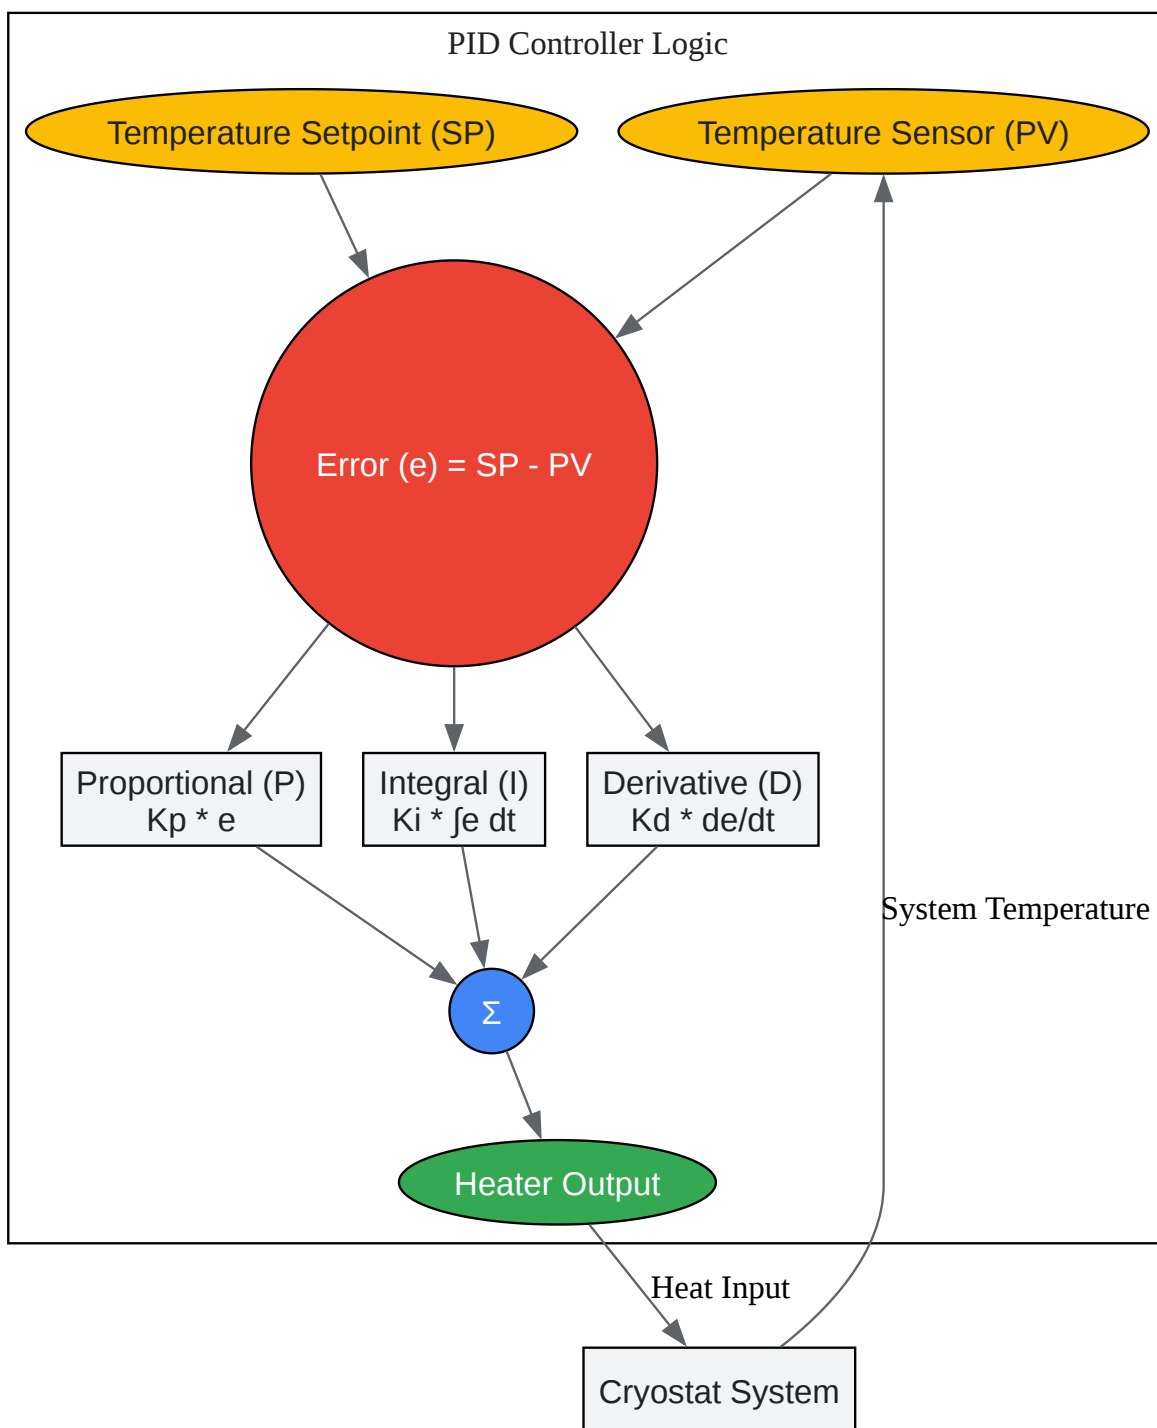 PID Controller Logic
Temperature Setpoint (SP)
Temperature Sensor (PV)
Error (e) = SP - PV
Proportional (P)
Kp * e
Integral (I)
Ki * ∫e dt
Derivative (D)
Kd * de/dt
System Temperature
Σ
Heater Output
Heat Input
Cryostat System